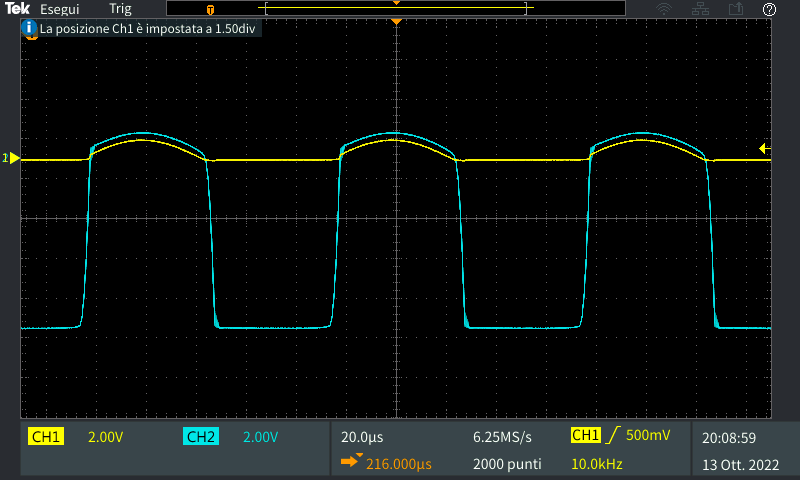 Tek Esegui Trig
T
La posizione Ch1 è impostata a 1.50div
CH1 2.00V CH2 2.00V 20.0µs 6.25MS/s CH1 500mV 20:08:59
216.000µs 2000 punti 10.0kHz 13 Ott. 2022